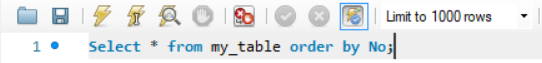 Limit to 1000 rows
1 Select * from my_table order by No;